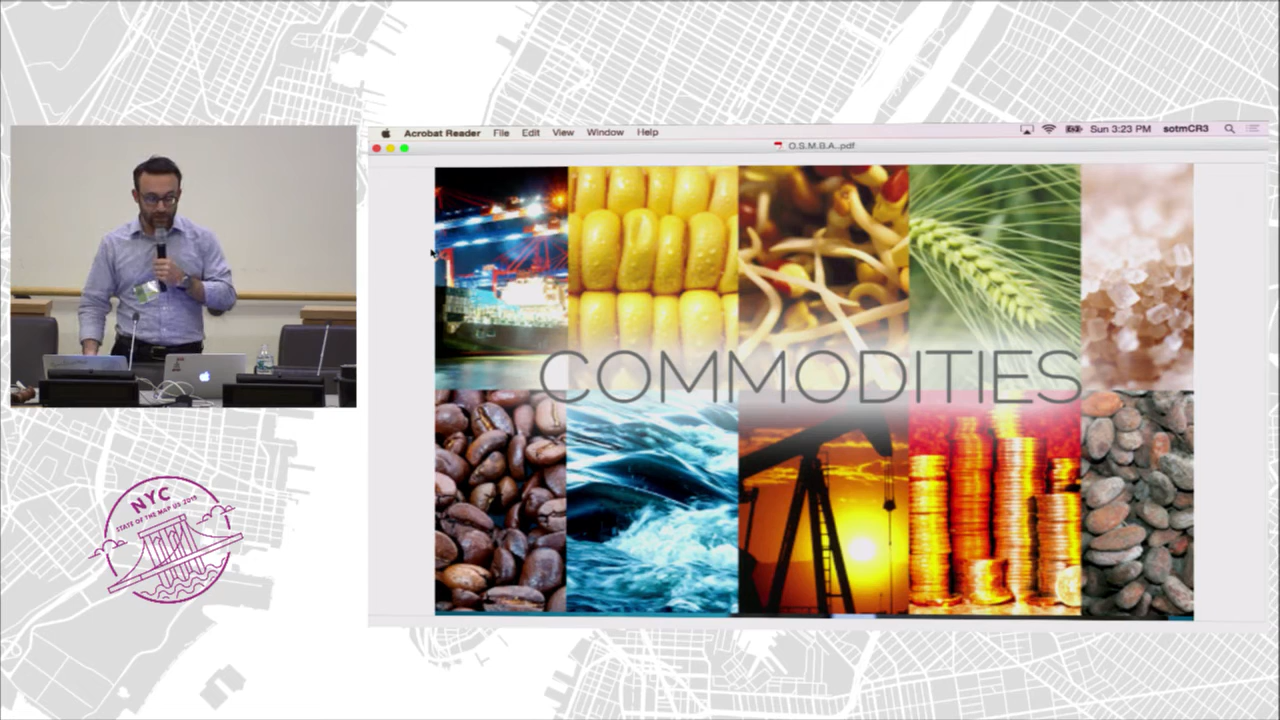 Acrobat Reader File Edit View Window Help
Sun 3:23 PM sotmCR3
O.S.M.B.A..pdf
COMMODITIES
NYC
STATE OF THE MAP US 2015